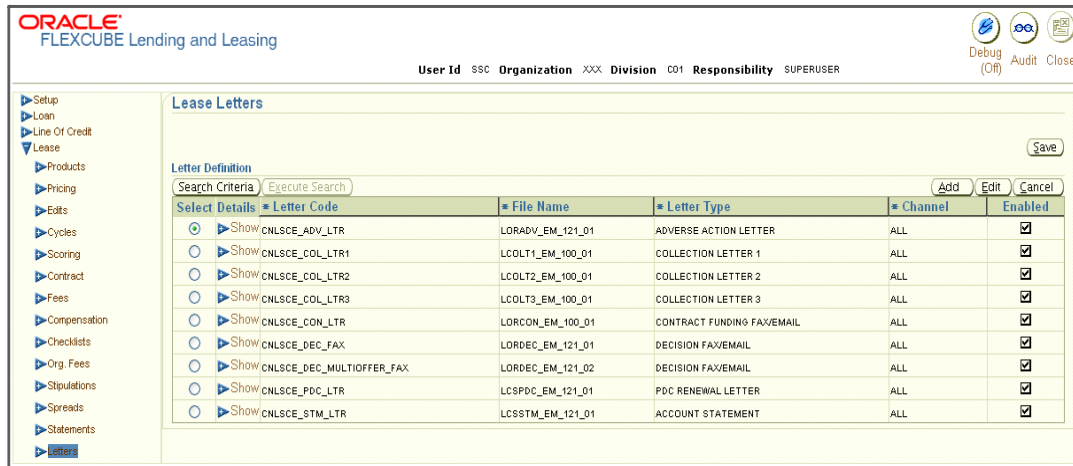 ORACLE
FLEXCUBE Lending and Leasing
Debug (Off) Audit Close
User Id SSC Organization XXX Division C01 Responsibility SUPERUSER
Setup
Loan
Line Of Credit
Lease
Products
Pricing
Edits
Cycles
Scoring
Contract
Fees
Compensation
Checklists
Org. Fees
Stipulations
Spreads
Statements
Letters
Lease Letters
Save
Letter Definition
Search Criteria Execute Search Add Edit Cancel
Select Details * Letter Code * File Name * Letter Type * Channel Enabled
Show CNLSCE_ADV_LTR LORADV_EM_121_01 ADVERSE ACTION LETTER ALL
Show CNLSCE_COL_LTR1 LCOLT1_EM_100_01 COLLECTION LETTER 1 ALL
Show CNLSCE_COL_LTR2 LCOLT2_EM_100_01 COLLECTION LETTER 2 ALL
Show CNLSCE_COL_LTR3 LCOLT3_EM_100_01 COLLECTION LETTER 3 ALL
Show CNLSCE_CON_LTR LORCON_EM_100_01 CONTRACT FUNDING FAX/EMAIL ALL
Show CNLSCE_DEC_FAX LORDEC_EM_121_01 DECISION FAX/EMAIL ALL
Show CNLSCE_DEC_MULTIOFFER_FAX LORDEC_EM_121_02 DECISION FAX/EMAIL ALL
Show CNLSCE_PDC_LTR LCSPDC_EM_121_01 PDC RENEWAL LETTER ALL
Show CNLSCE_STM_LTR LCSSTM_EM_121_01 ACCOUNT STATEMENT ALL